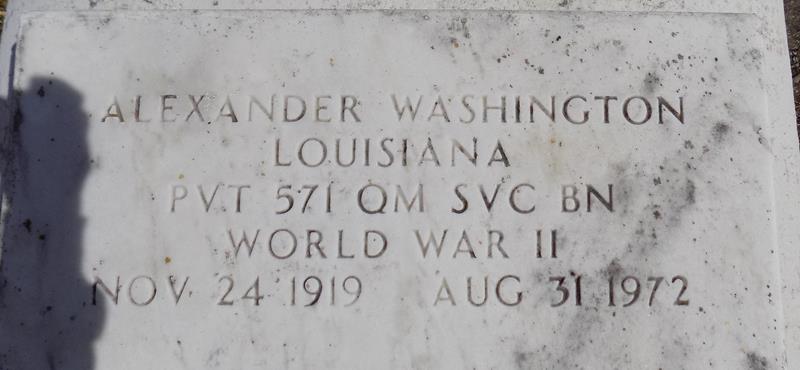 ALEXANDER WASHINGTON
LOUISIANA
PVT 571 QM SVC BN
WORLD WAR II
NOV 24 1919 AUG 31 1972